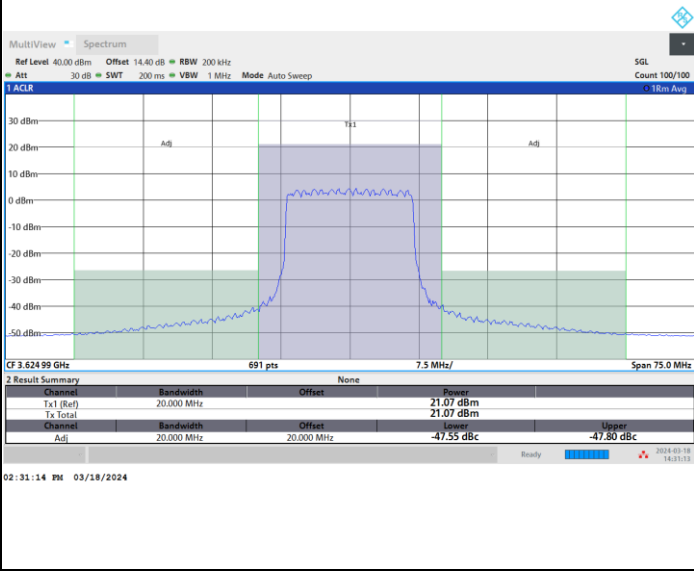 MultiView Spectrum
Ref Level 40.00 dBm Offset 14.40 dB RBW 200 kHz SGL
Att 30 dB SWT 200 ms VBW 1 MHz Mode Auto Sweep Count 100/100
1 ACLR 1Rm Avg
30 dBm
Tx1
Adj Adj
20 dBm
10 dBm
0 dBm
-10 dBm
-20 dBm
-30 dBm
-40 dBm
-50 dBm
CF 3.624 99 GHz 691 pts 7.5 MHz/ Span 75.0 MHz
2 Result Summary None
Channel Bandwidth Offset Power
Tx1 (Ref) 20.000 MHz 21.07 dBm
Tx Total 21.07 dBm
Channel Bandwidth Offset Lower Upper
Adj 20.000 MHz 20.000 MHz -47.55 dBc -47.80 dBc
Ready 2024-03-18
14:31:13
02:31:14 PM 03/18/2024